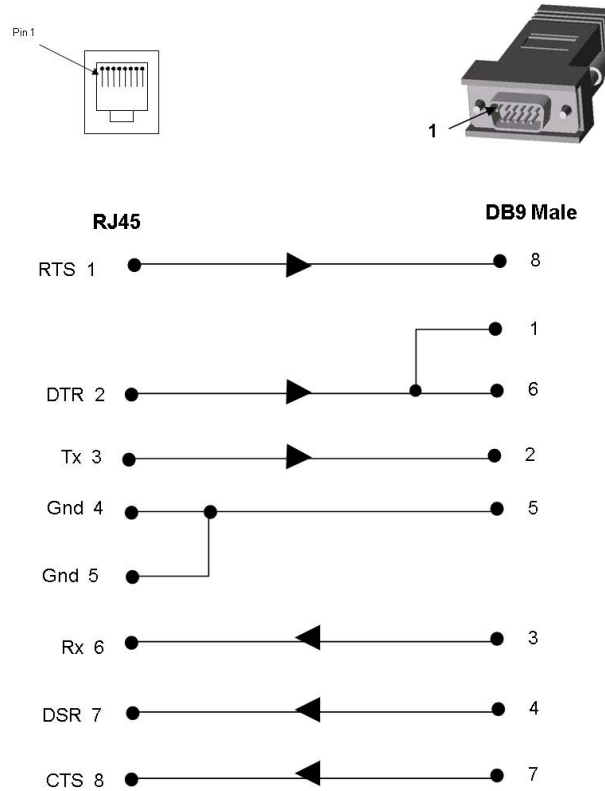 Pin 1
1
RJ45 DB9 Male
RTS 1 8
1
DTR 2 6
Tx 3 2
Gnd 4 5
Gnd 5
Rx 6 3
DSR 7 4
CTS 8 7